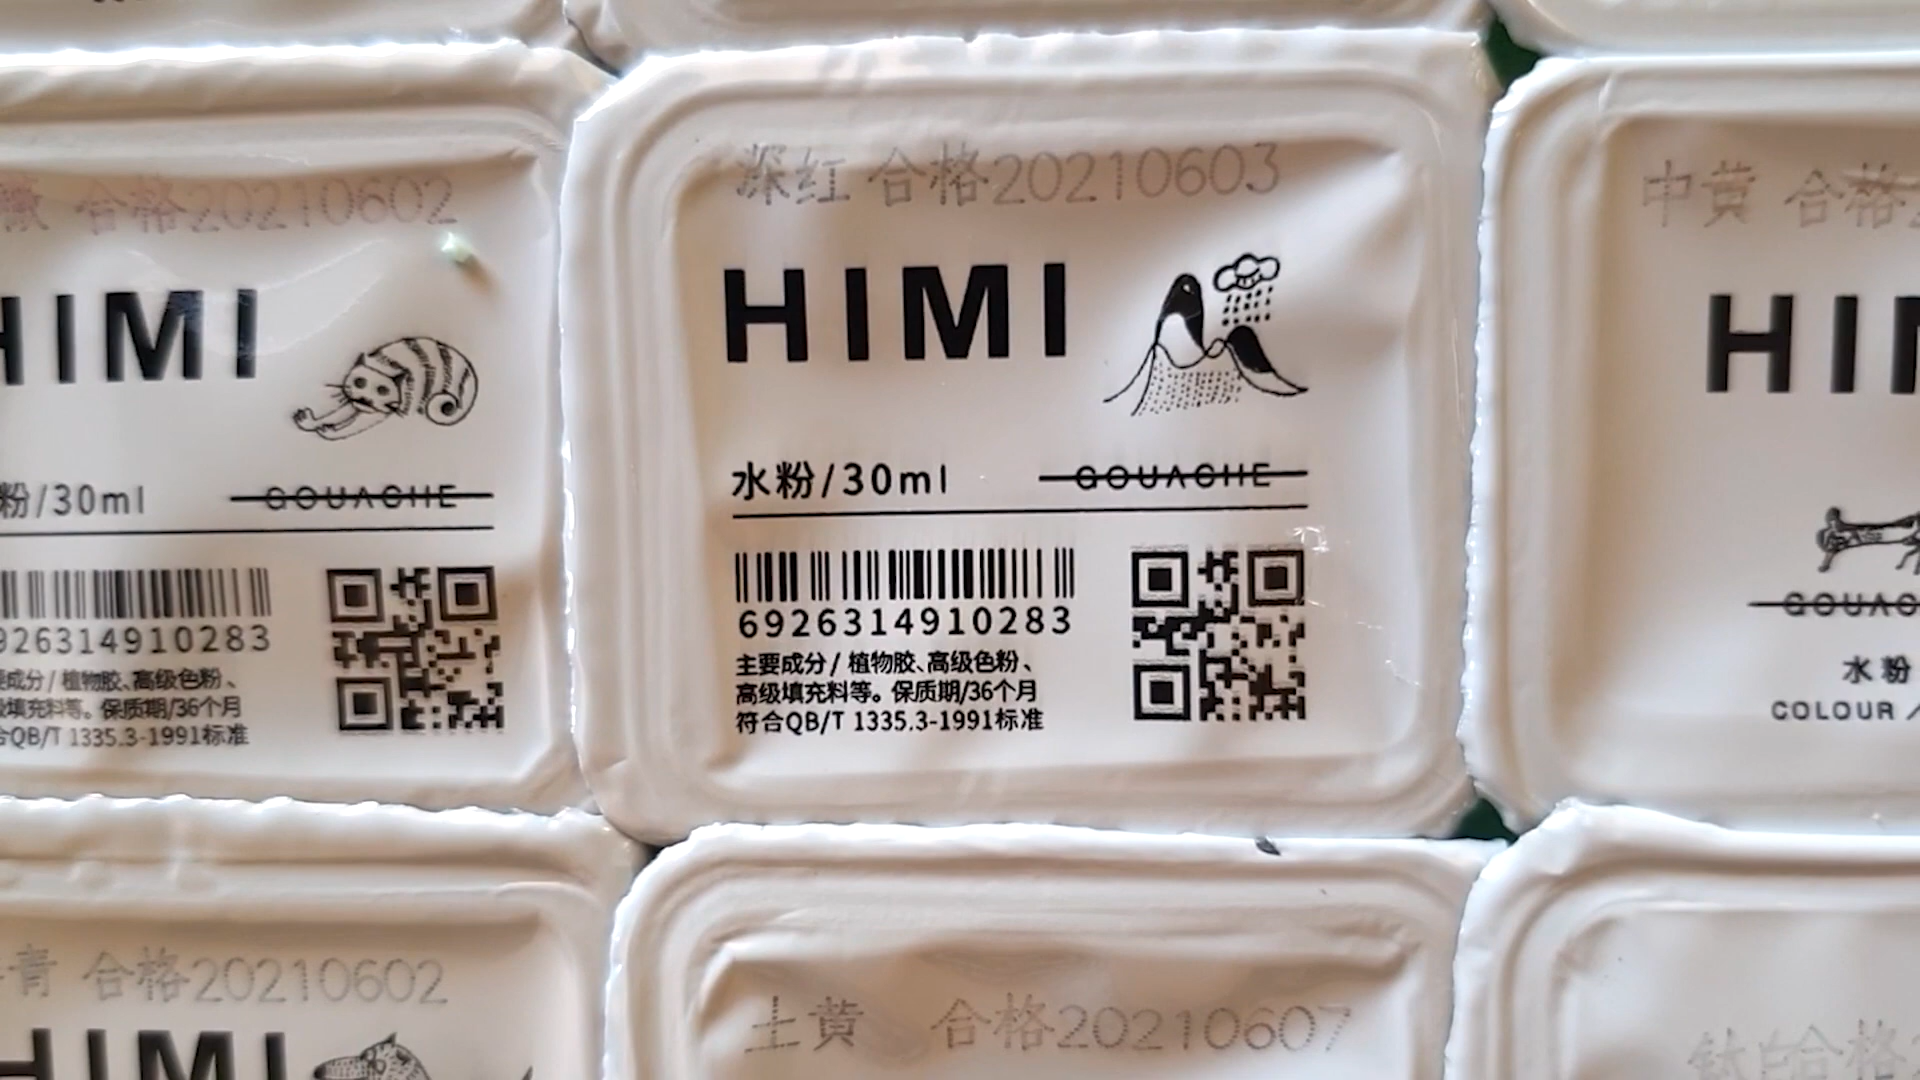 合格20210602
HIMI
粉/30ml
GOUACHE
926314910283
成分/植物胶、高级色粉、
填充料等。保质期/36个月
合QB/T 1335.3-1991标准
深红 合格20210603
HIMI
水粉/30ml
GOUACHE
6926314910283
主要成分/植物胶、高级色粉、
高级填充料等。保质期/36个月
符合QB/T 1335.3-1991标准
中黄 合格
HI
GOUAC
水粉
COLOUR /
青 合格20210602
HIMI
土黄 合格20210607
钛白合格